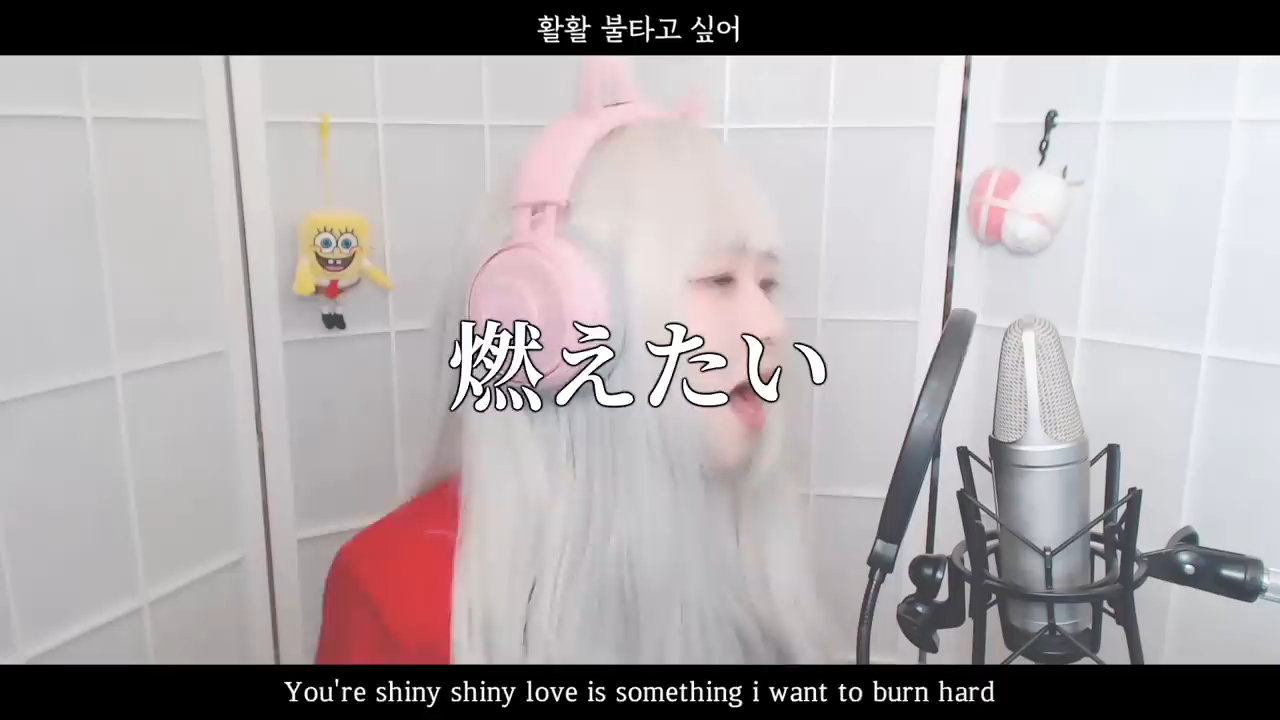 활활 불타고 싶어
燃えたい
You're shiny shiny love is something i want to burn hard